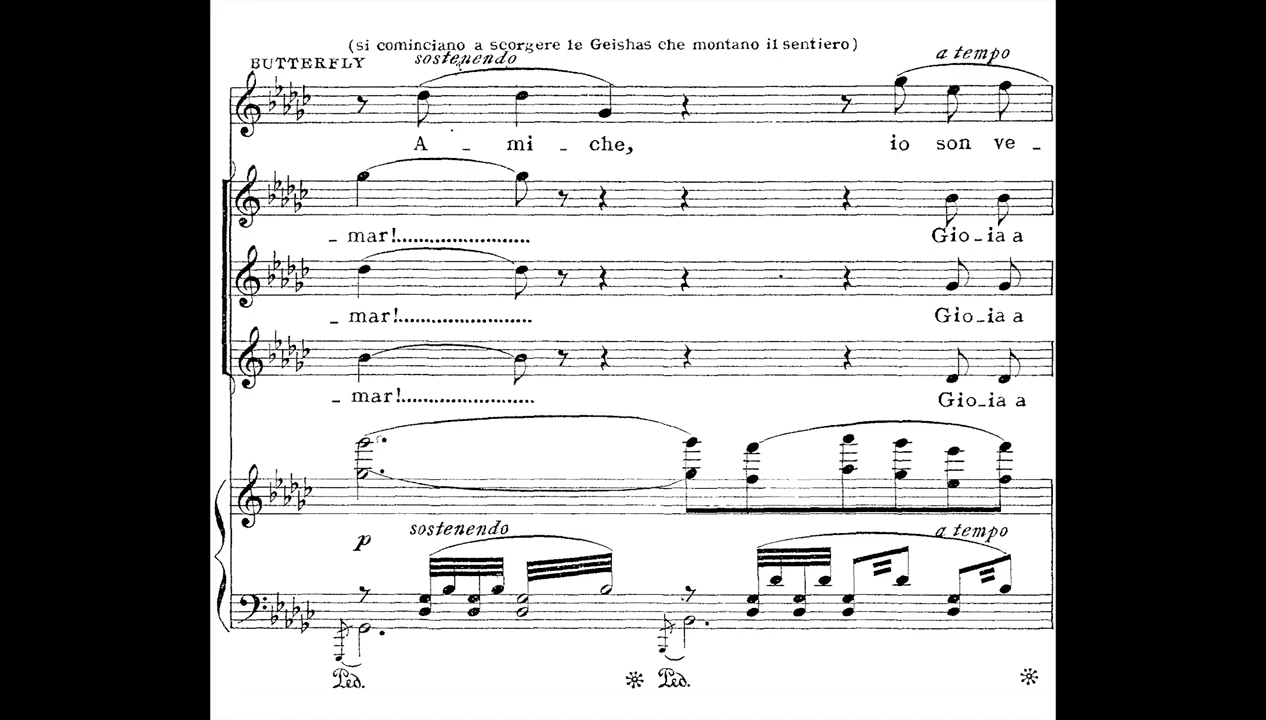 (si cominciano a scorgere le Geishas che montano il sentiero)
BUTTERFLY sostenendo a tempo
A - mi - che, io son ve -
- mar!........................ Gio-ia a
- mar!........................ Gio-ia a
- mar!........................ Gio-ia a
p sostenendo a tempo
Ped. Ped.